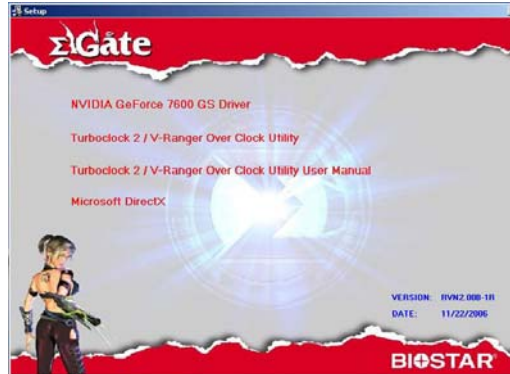 Setup
ΣGate
NVIDIA GeForce 7600 GS Driver
Turboclock 2 / V-Ranger Over Clock Utility
Turboclock 2 / V-Ranger Over Clock Utility User Manual
Microsoft DirectX
VERSION: RVN2.00B-1R
DATE: 11/22/2006
BIOSTAR